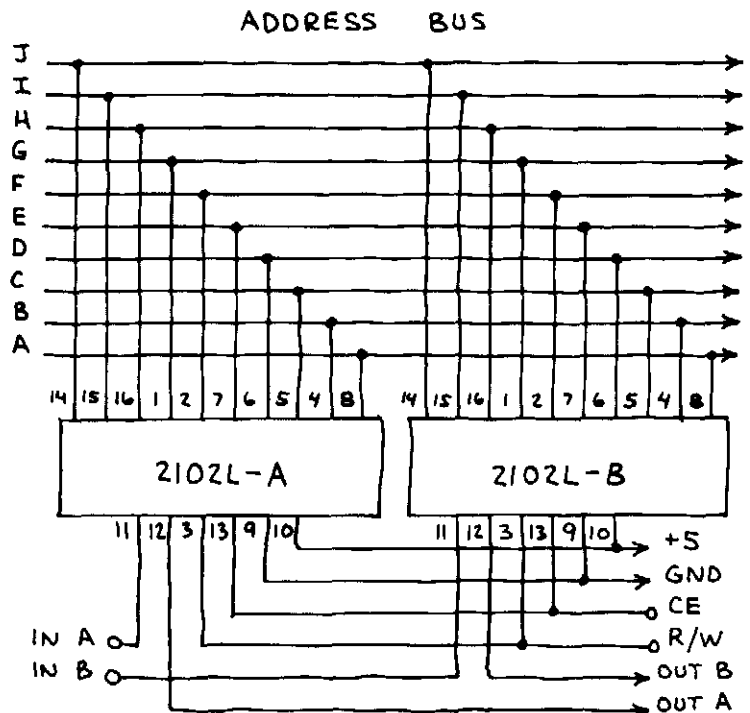 ADDRESS BUS
J
I
H
G
F
E
D
C
B
A
14 15 16 1 2 7 6 5 4 8
14 15 16 1 2 7 6 5 4 8
2102L-A
2102L-B
11 12 3 13 9 10
11 12 3 13 9 10
+5
GND
CE
IN A
R/W
IN B
OUT B
OUT A